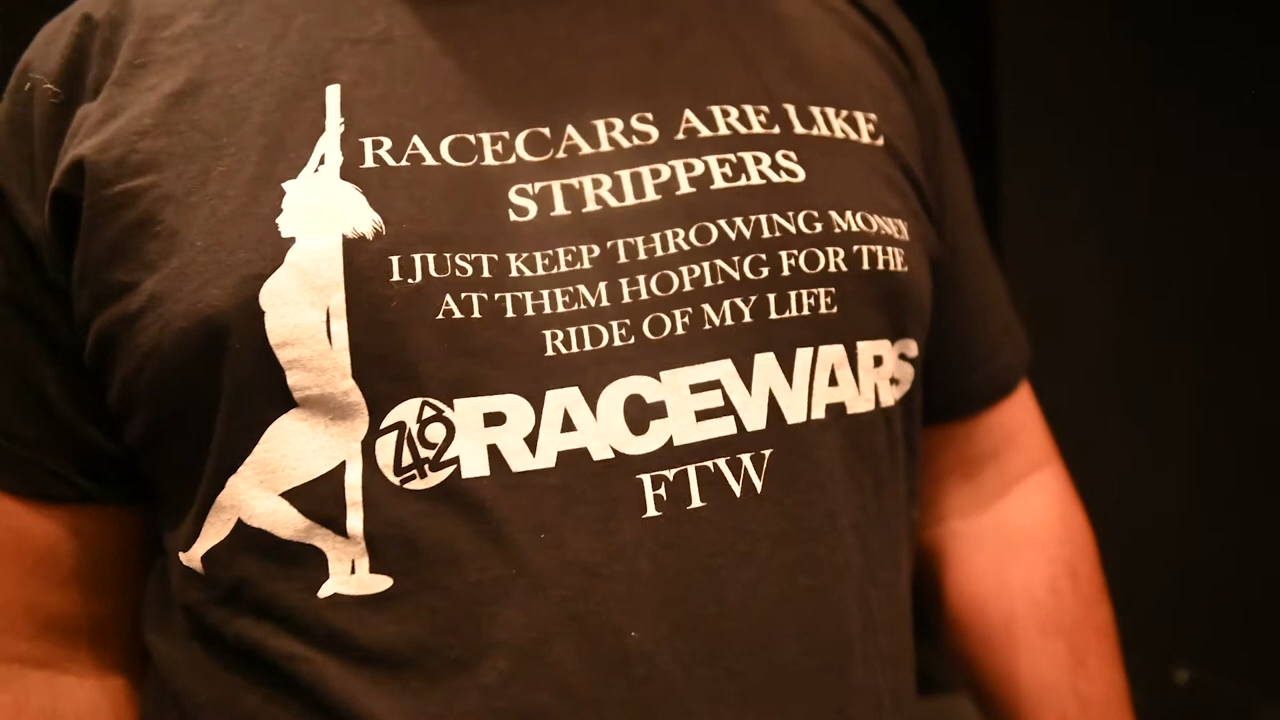 RACECARS ARE LIKE
STRIPPERS
I JUST KEEP THROWING MONEY
AT THEM HOPING FOR THE
RIDE OF MY LIFE
742 RACEWARS
FTW